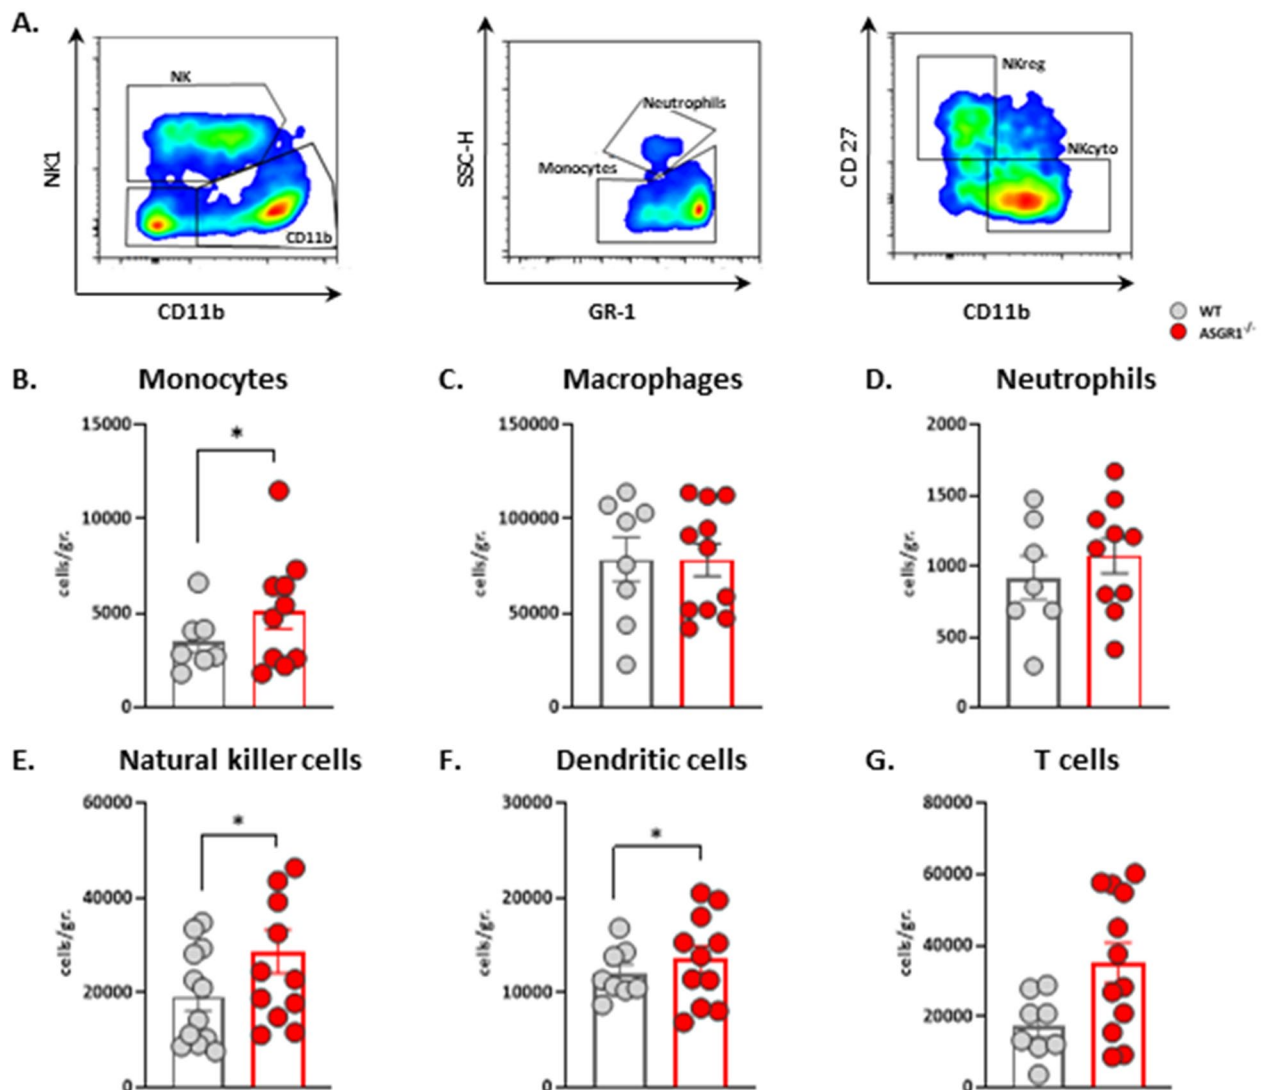 A.
NK
NK1
CD11b
CD11b
Neutrophils
Monocytes
SSC-H
GR-1
NKreg
NKcyto
CD27
CD11b
WT
ASGR1-/-
B. Monocytes
15000
10000
5000
0
cells/gr.
*
C. Macrophages
150000
100000
50000
0
cells/gr.
D. Neutrophils
2000
1500
1000
500
0
cells/gr.
E. Natural killer cells
60000
40000
20000
0
cells/gr.
*
F. Dendritic cells
30000
20000
10000
0
cells/gr.
*
G. T cells
80000
60000
40000
20000
0
cells/gr.